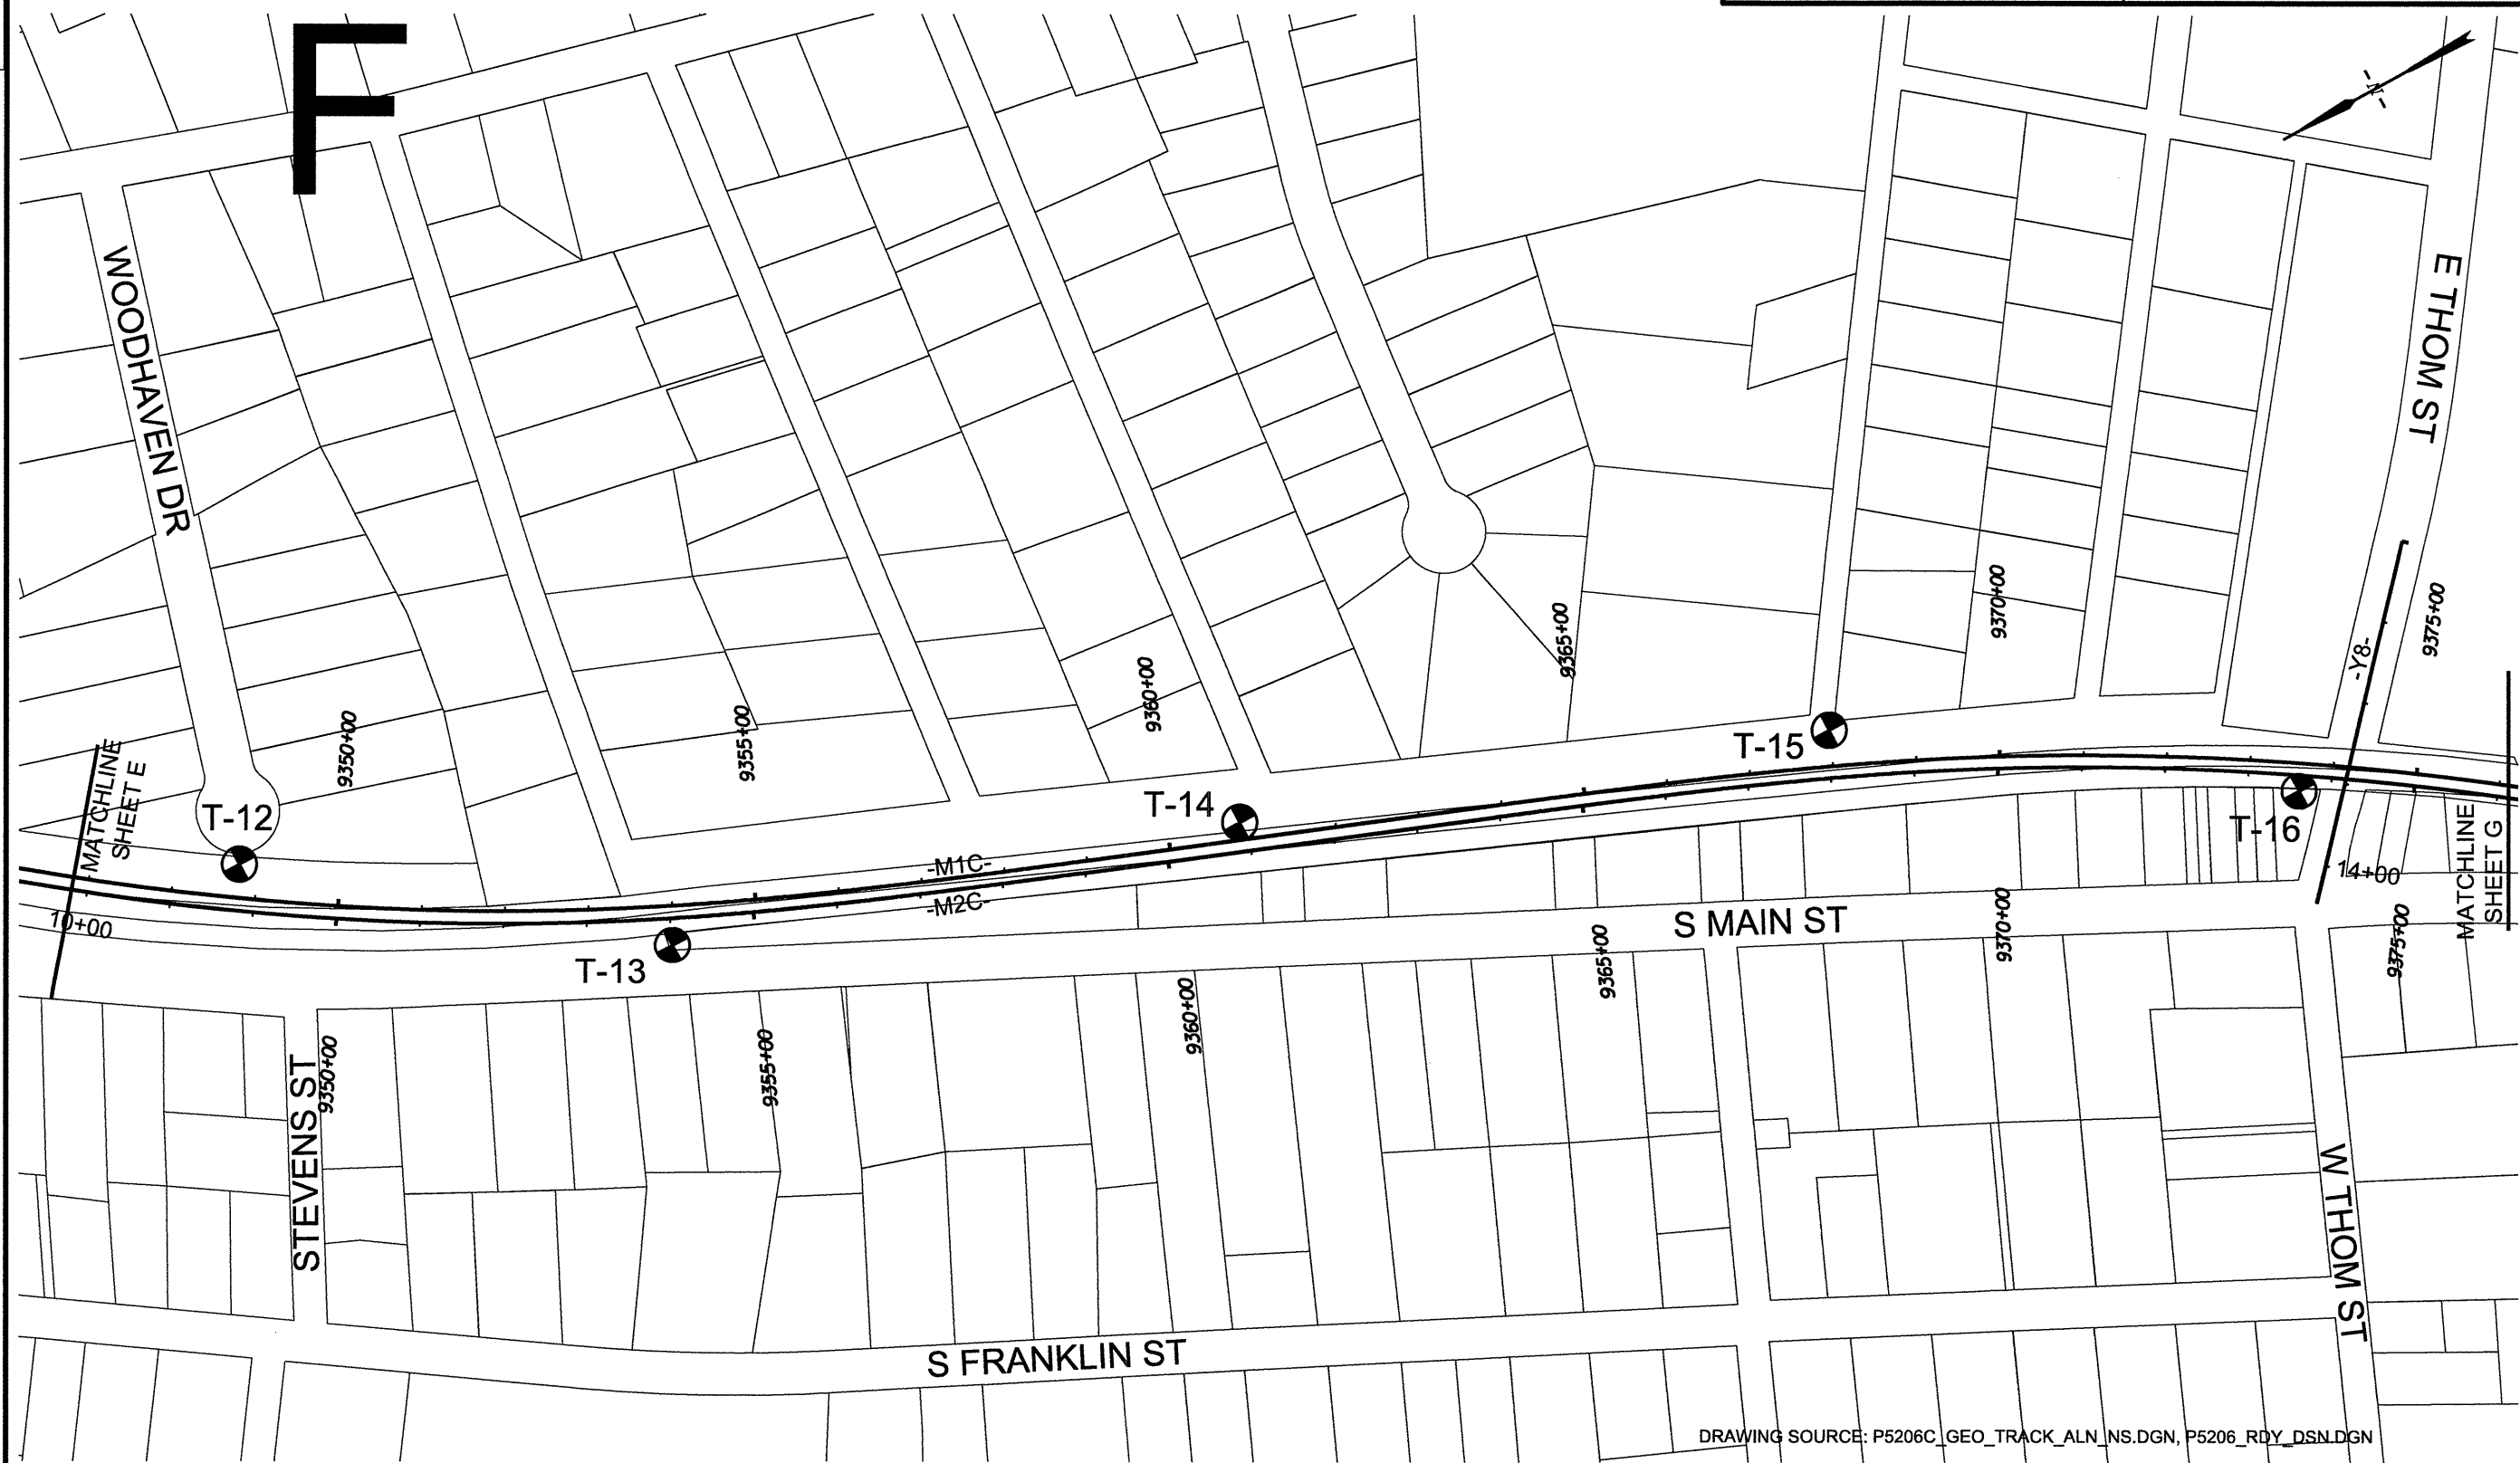 F
-N-
WOODHAVEN DR
E THOM ST
9370+00
9375+00
9365+00
-Y8-
9360+00
9355+00
9350+00
MATCHLINE
SHEET E
T-12
T-15
T-14
T-16
-M1C-
-M2C-
14+00
10+00
MATCHLINE
SHEET G
S MAIN ST
T-13
9370+00
9375+00
9365+00
9360+00
9355+00
9350+00
STEVENS ST
W THOM ST
S FRANKLIN ST
DRAWING SOURCE: P5206C_GEO_TRACK_ALN_NS.DGN, P5206_RDY_DSN.DGN